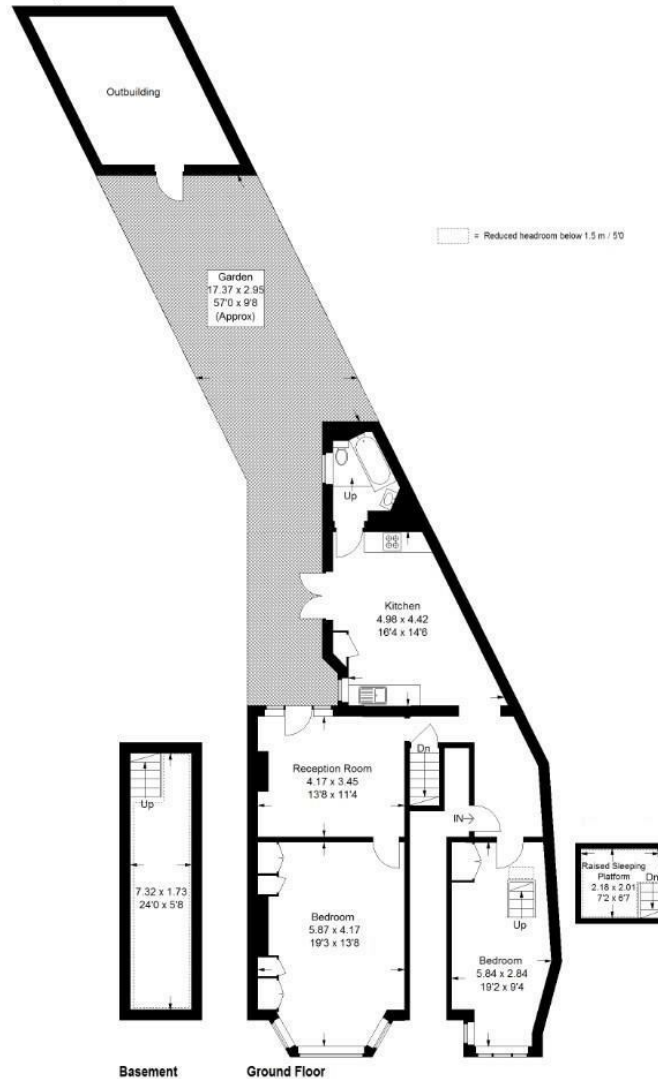 Outbuilding
= Reduced headroom below 1.5 m / 5'0
Garden
17.37 x 2.95
57'0 x 9'8
(Approx)
Up
Kitchen
4.98 x 4.42
16'4 x 14'6
Reception Room
4.17 x 3.45
13'8 x 11'4
Dn
IN
Up
7.32 x 1.73
24'0 x 5'8
Bedroom
5.87 x 4.17
19'3 x 13'8
Up
Bedroom
5.84 x 2.84
19'2 x 9'4
Raised Sleeping
Platform
2.18 x 2.01
7'2 x 6'7
Dn
Basement
Ground Floor